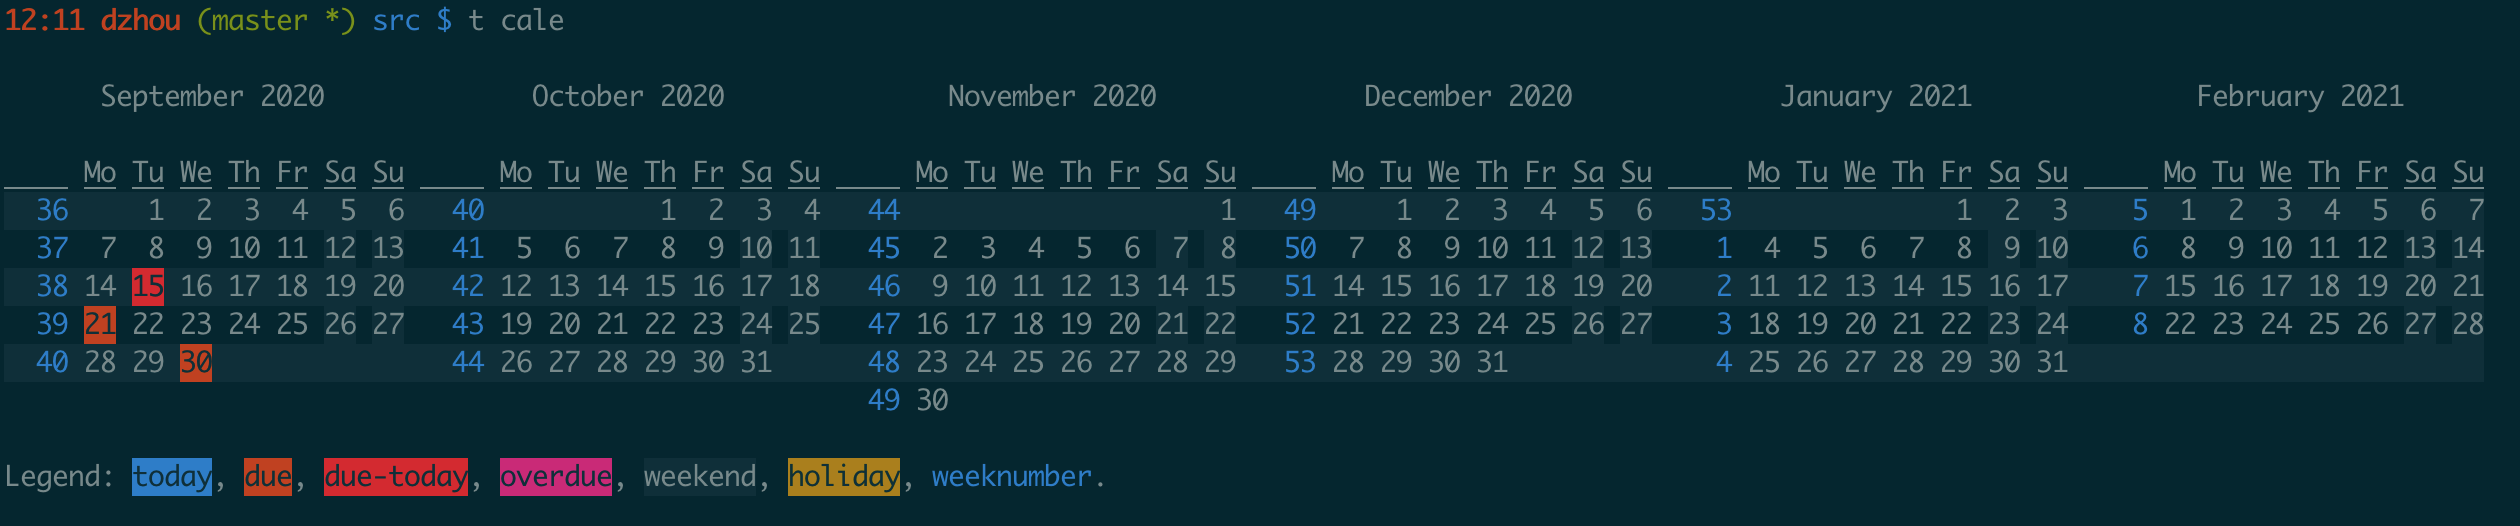 12:11 dzhou (master *) src $ t cale
September 2020 October 2020 November 2020 December 2020 January 2021 February 2021
Mo Tu We Th Fr Sa Su Mo Tu We Th Fr Sa Su Mo Tu We Th Fr Sa Su Mo Tu We Th Fr Sa Su Mo Tu We Th Fr Sa Su Mo Tu We Th Fr Sa Su
36 1 2 3 4 5 6 40 1 2 3 4 44 1 49 1 2 3 4 5 6 53 1 2 3 5 1 2 3 4 5 6 7
37 7 8 9 10 11 12 13 41 5 6 7 8 9 10 11 45 2 3 4 5 6 7 8 50 7 8 9 10 11 12 13 1 4 5 6 7 8 9 10 6 8 9 10 11 12 13 14
38 14 15 16 17 18 19 20 42 12 13 14 15 16 17 18 46 9 10 11 12 13 14 15 51 14 15 16 17 18 19 20 2 11 12 13 14 15 16 17 7 15 16 17 18 19 20 21
39 21 22 23 24 25 26 27 43 19 20 21 22 23 24 25 47 16 17 18 19 20 21 22 52 21 22 23 24 25 26 27 3 18 19 20 21 22 23 24 8 22 23 24 25 26 27 28
40 28 29 30 44 26 27 28 29 30 31 48 23 24 25 26 27 28 29 53 28 29 30 31 4 25 26 27 28 29 30 31
49 30
Legend: today, due, due-today, overdue, weekend, holiday, weeknumber.